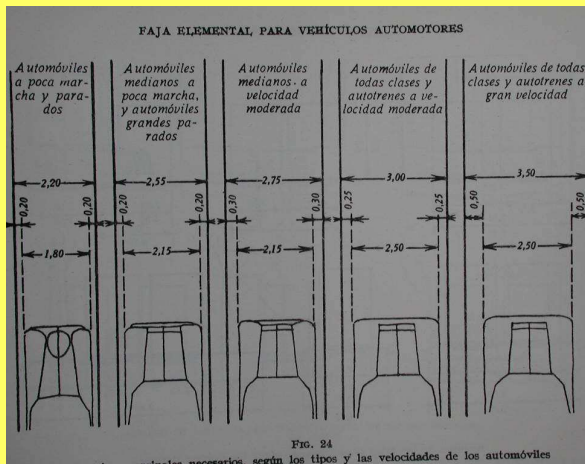 FAJA ELEMENTAL PARA VEHÍCULOS AUTOMOTORES
Automóviles
a poca mar-
cha y para-
dos
Automóviles
medianos a
poca marcha,
y automóviles
grandes pa-
rados
Automóviles
medianos a
velocidad
moderada
Automóviles de
todas clases y
autotrenes a ve-
locidad moderada
Automóviles de todas
clases y autotrenes a
gran velocidad
2,20
2,55
2,75
3,00
3,50
0,20
0,20
0,20
0,20
0,30
0,30
0,25
0,25
0,50
0,50
1,80
2,15
2,15
2,50
2,50
FIG. 24
necesarios, según los tipos y las velocidades de los automóviles